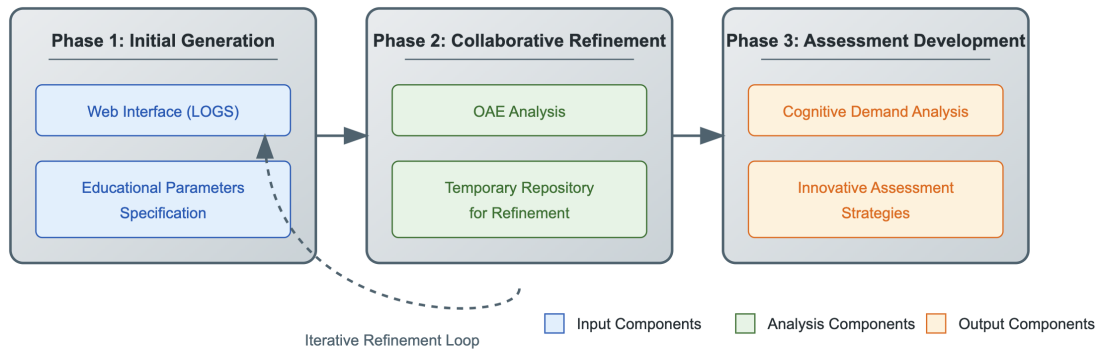 Phase 1: Initial Generation
Web Interface (LOGS)
Educational Parameters
Specification
Phase 2: Collaborative Refinement
OAE Analysis
Temporary Repository
for Refinement
Phase 3: Assessment Development
Cognitive Demand Analysis
Innovative Assessment
Strategies
Iterative Refinement Loop
Input Components
Analysis Components
Output Components